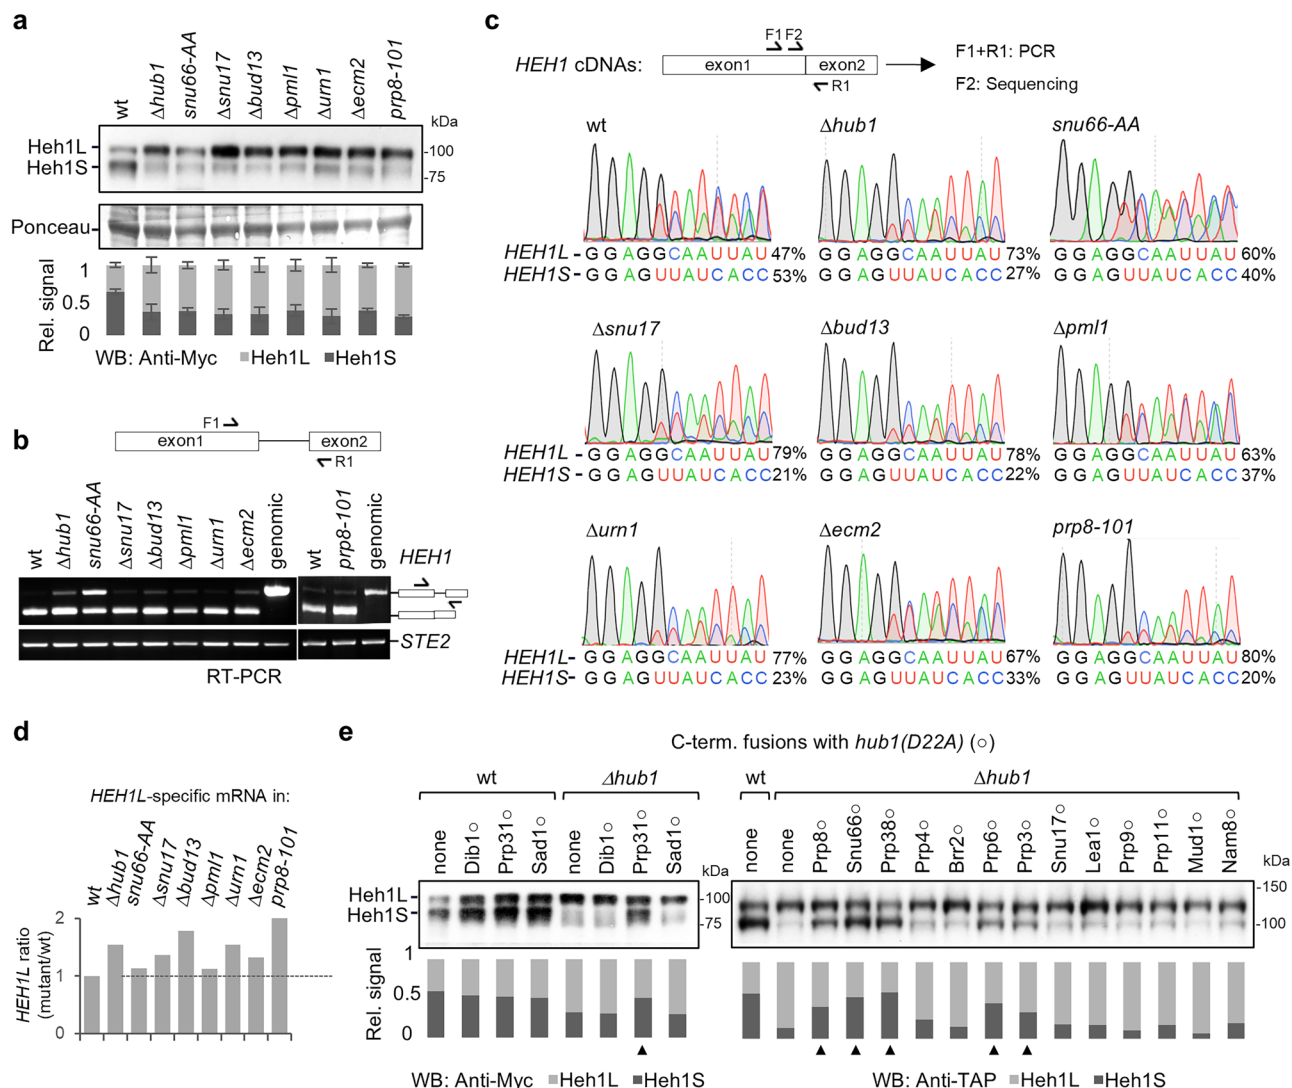 a
wt
Δhub1
snu66-AA
Δsnu17
Δbud13
Δpml1
Δurn1
Δecm2
prp8-101
kDa
Heh1L
-100
Heh1S
75
Ponceau
1
0.5
0
Rel. signal
WB: Anti-Myc Heh1L Heh1S
b
F1
exon1 exon2
R1
wt
Δhub1
snu66-AA
Δsnu17
Δbud13
Δpml1
Δurn1
Δecm2
genomic
wt
prp8-101
genomic
HEH1
STE2
RT-PCR
c
F1 F2
HEH1 cDNAs: exon1 exon2
R1
F1+R1: PCR
F2: Sequencing
wt Δhub1 snu66-AA
HEH1L - G G A G G C A A U U A U 47% G G A G G C A A U U A U 73% G G A G G C A A U U A U 60%
HEH1S - G G A G U U A U C A C C 53% G G A G U U A U C A C C 27% G G A G U U A U C A C C 40%
Δsnu17 Δbud13 Δpml1
HEH1L - G G A G G C A A U U A U 79% G G A G G C A A U U A U 78% G G A G G C A A U U A U 63%
HEH1S - G G A G U U A U C A C C 21% G G A G U U A U C A C C 22% G G A G U U A U C A C C 37%
Δurn1 Δecm2 prp8-101
HEH1L - G G A G G C A A U U A U 77% G G A G G C A A U U A U 67% G G A G G C A A U U A U 80%
HEH1S - G G A G U U A U C A C C 23% G G A G U U A U C A C C 33% G G A G U U A U C A C C 20%
d
HEH1L-specific mRNA in:
wt
Δhub1
snu66-AA
Δsnu17
Δbud13
Δpml1
Δurn1
Δecm2
prp8-101
2
1
0
HEH1L ratio
(mutant/wt)
e
C-term. fusions with hub1(D22A) (○)
wt Δhub1 wt Δhub1
none
Dib1○
Prp31○
Sad1○
none
Dib1○
Prp31○
Sad1○
kDa
none
none
Prp8○
Snu66○
Prp38○
Prp4○
Brr2○
Prp6○
Prp3○
Snu17○
Lea1○
Prp9○
Prp11○
Mud1○
Nam8○
kDa
Heh1L
Heh1S
-100
-75
-150
-100
1
0.5
0
Rel. signal
1
0.5
0
Rel. signal
WB: Anti-Myc Heh1L Heh1S
WB: Anti-TAP Heh1L Heh1S